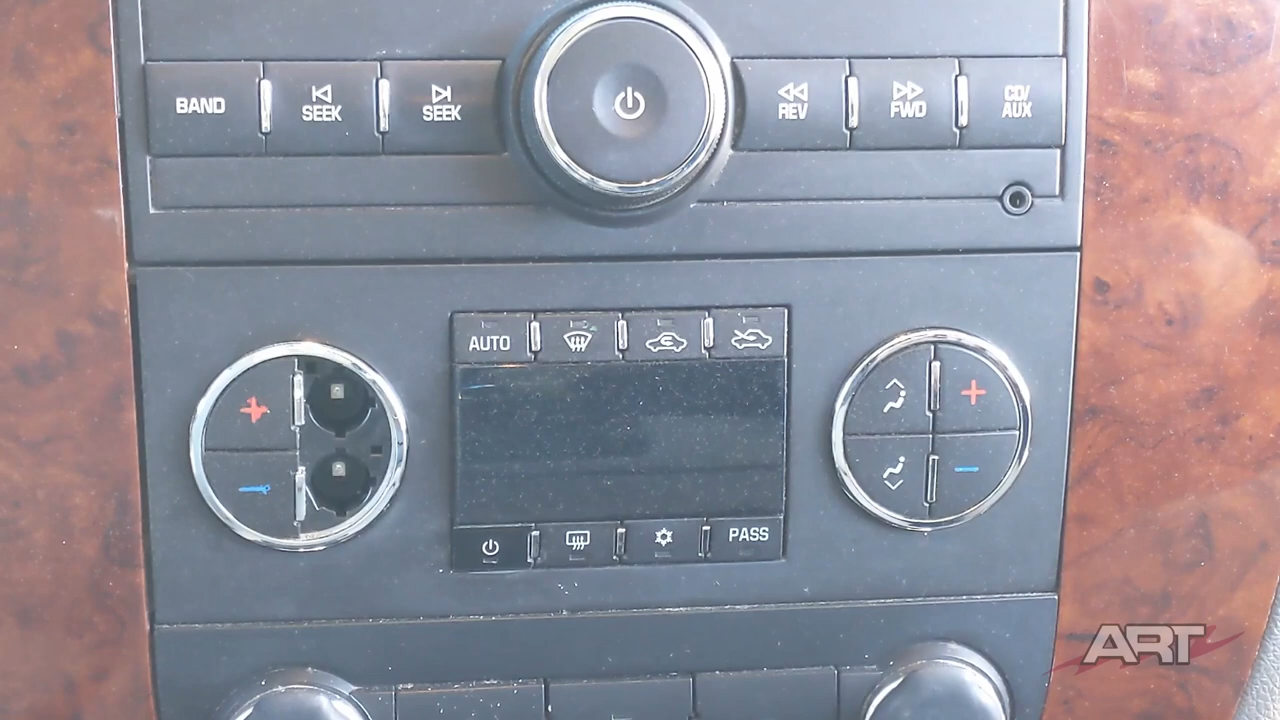 BAND
SEEK
SEEK
REV
FWD
CD/
AUX
AUTO
PASS
ART